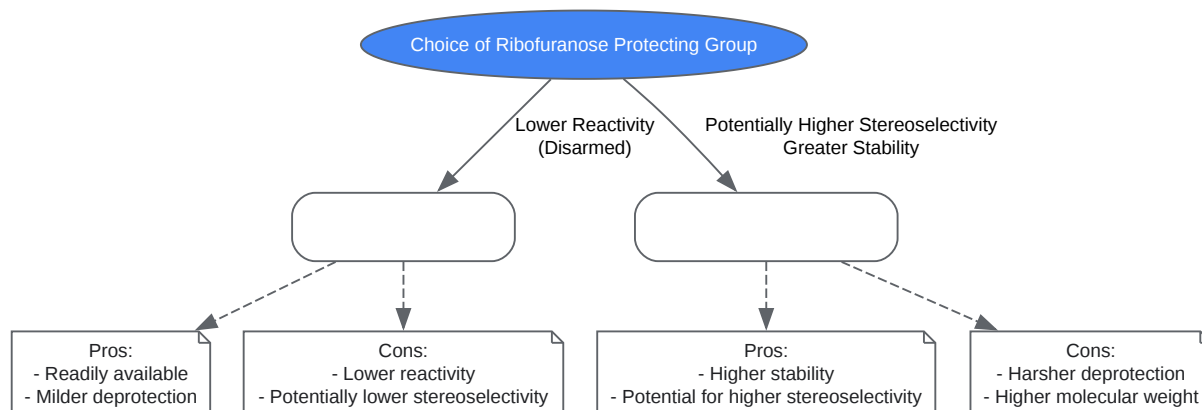 Choice of Ribofuranose Protecting Group
Lower Reactivity
(Disarmed)
Potentially Higher Stereoselectivity
Greater Stability
Pros:
- Readily available
- Milder deprotection
Cons:
- Lower reactivity
- Potentially lower stereoselectivity
Pros:
- Higher stability
- Potential for higher stereoselectivity
Cons:
- Harsher deprotection
- Higher molecular weight